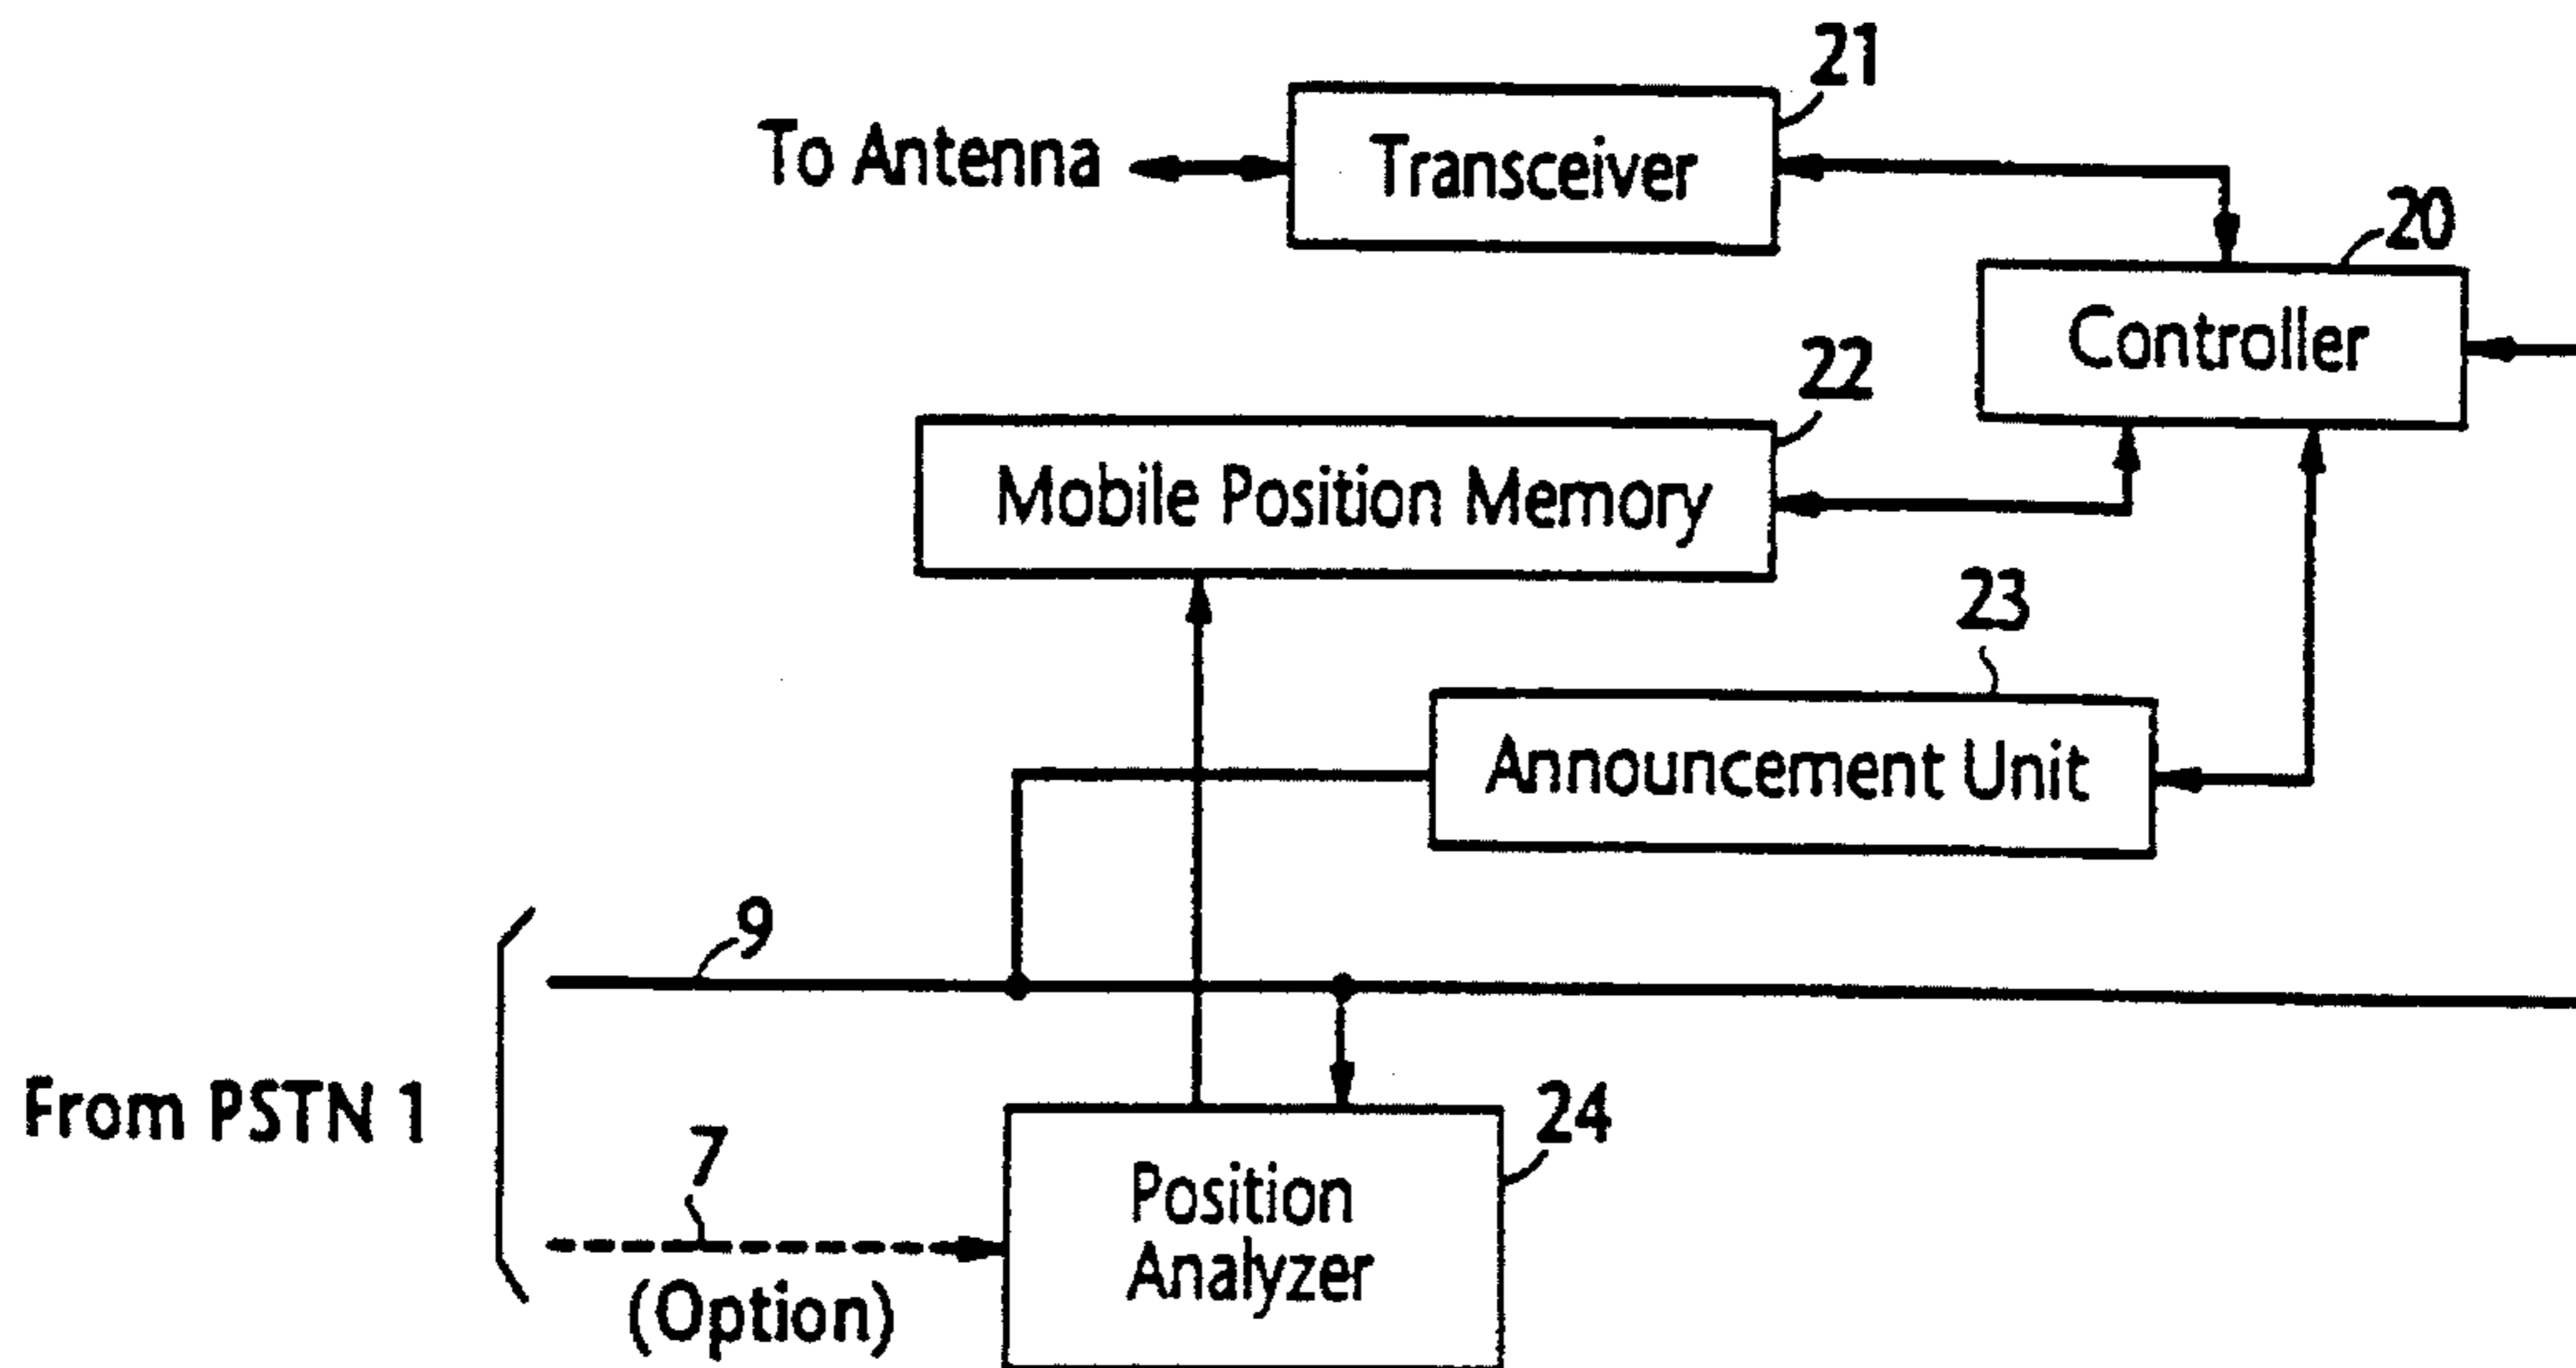 21
To Antenna
Transceiver
20
Controller
22
Mobile Position Memory
23
Announcement Unit
9
From PSTN 1
7
(Option)
24
Position
Analyzer